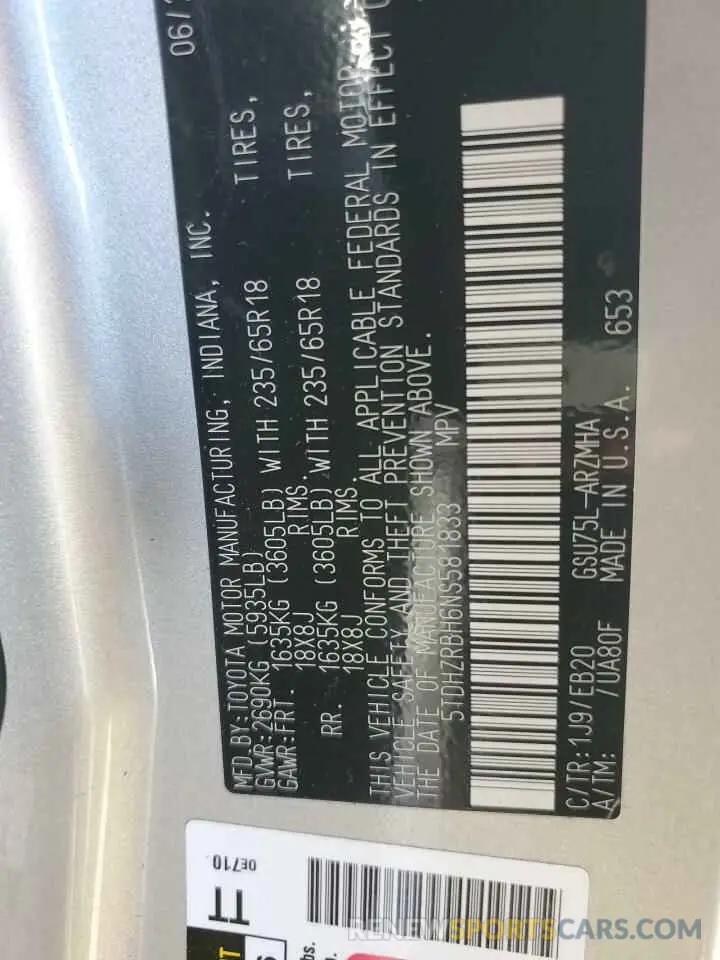 06/
MFD BY:TOYOTA MOTOR MANUFACTURING, INDIANA, INC.
GVWR:2690KG (5935LB)
GAWR:FRT. 1635KG (3605LB) WITH 235/65R18 TIRES,
18X8J RIMS.
RR. 1635KG (3605LB) WITH 235/65R18 TIRES,
18X8J RIMS.
THIS VEHICLE CONFORMS TO ALL APPLICABLE FEDERAL MOTOR
VEHICLE SAFETY AND THEFT PREVENTION STANDARDS IN EFFECT
THE DATE OF MANUFACTURE SHOWN ABOVE.
5TDHZRBH6NS581833 MPV
C/TR:1J9/EB20 GSU75L-ARZMHA
A/TM: /UA80F MADE IN U.S.A. 653
0E710
TT
RENEWSPORTSCARS.COM